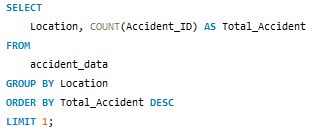 SELECT
    Location, COUNT(Accident_ID) AS Total_Accident
FROM
    accident_data
GROUP BY Location
ORDER BY Total_Accident DESC
LIMIT 1;